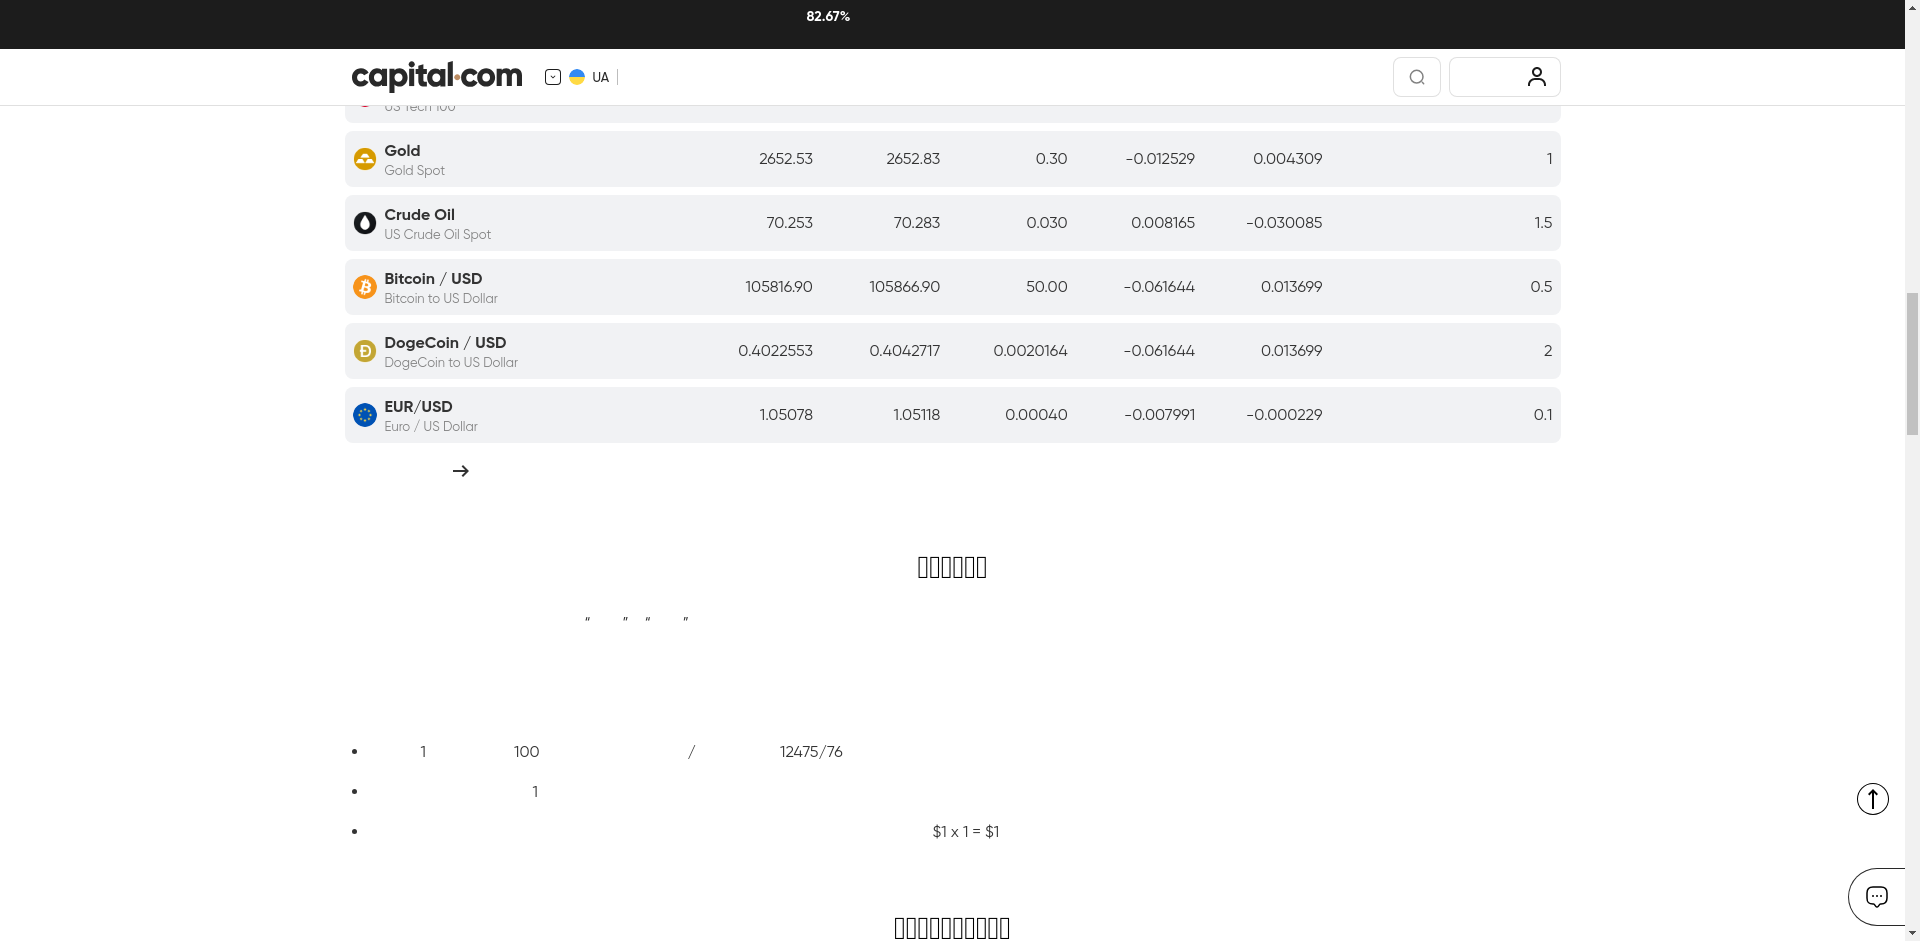 82.67%
capital.com UA
US Tech 100
Gold 2652.53 2652.83 0.30 -0.012529 0.004309 1
Gold Spot
Crude Oil 70.253 70.283 0.030 0.008165 -0.030085 1.5
US Crude Oil Spot
Bitcoin / USD 105816.90 105866.90 50.00 -0.061644 0.013699 0.5
Bitcoin to US Dollar
DogeCoin / USD 0.4022553 0.4042717 0.0020164 -0.061644 0.013699 2
DogeCoin to US Dollar
EUR/USD 1.05078 1.05118 0.00040 -0.007991 -0.000229 0.1
Euro / US Dollar
“ ” “ ”
1 100 / 12475/76
1
$1 x 1 = $1